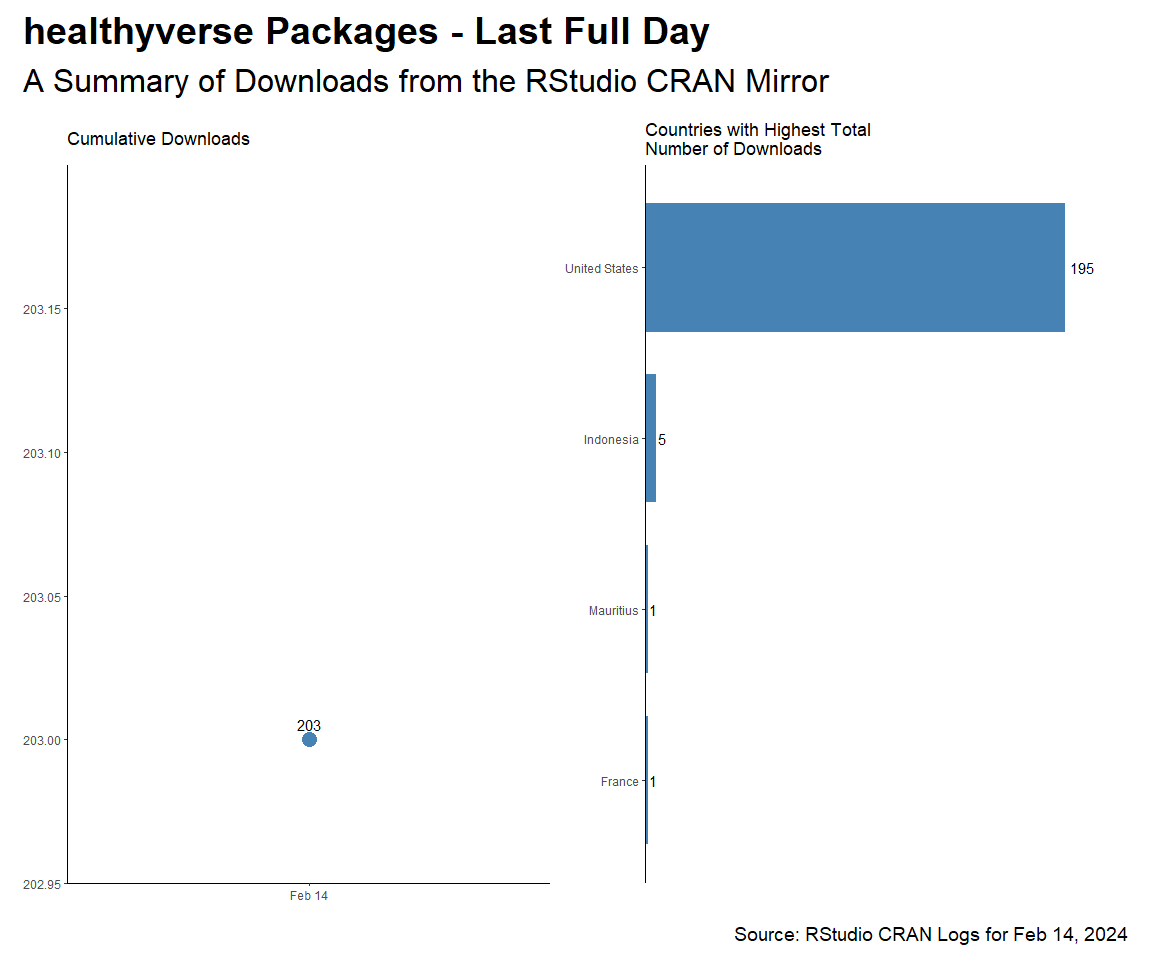 healthyverse Packages - Last Full Day
A Summary of Downloads from the RStudio CRAN Mirror
Cumulative Downloads
203.15
203.10
203.05
203.00
202.95
203
Feb 14
Countries with Highest Total
Number of Downloads
United States
195
Indonesia
5
Mauritius
1
France
1
Source: RStudio CRAN Logs for Feb 14, 2024